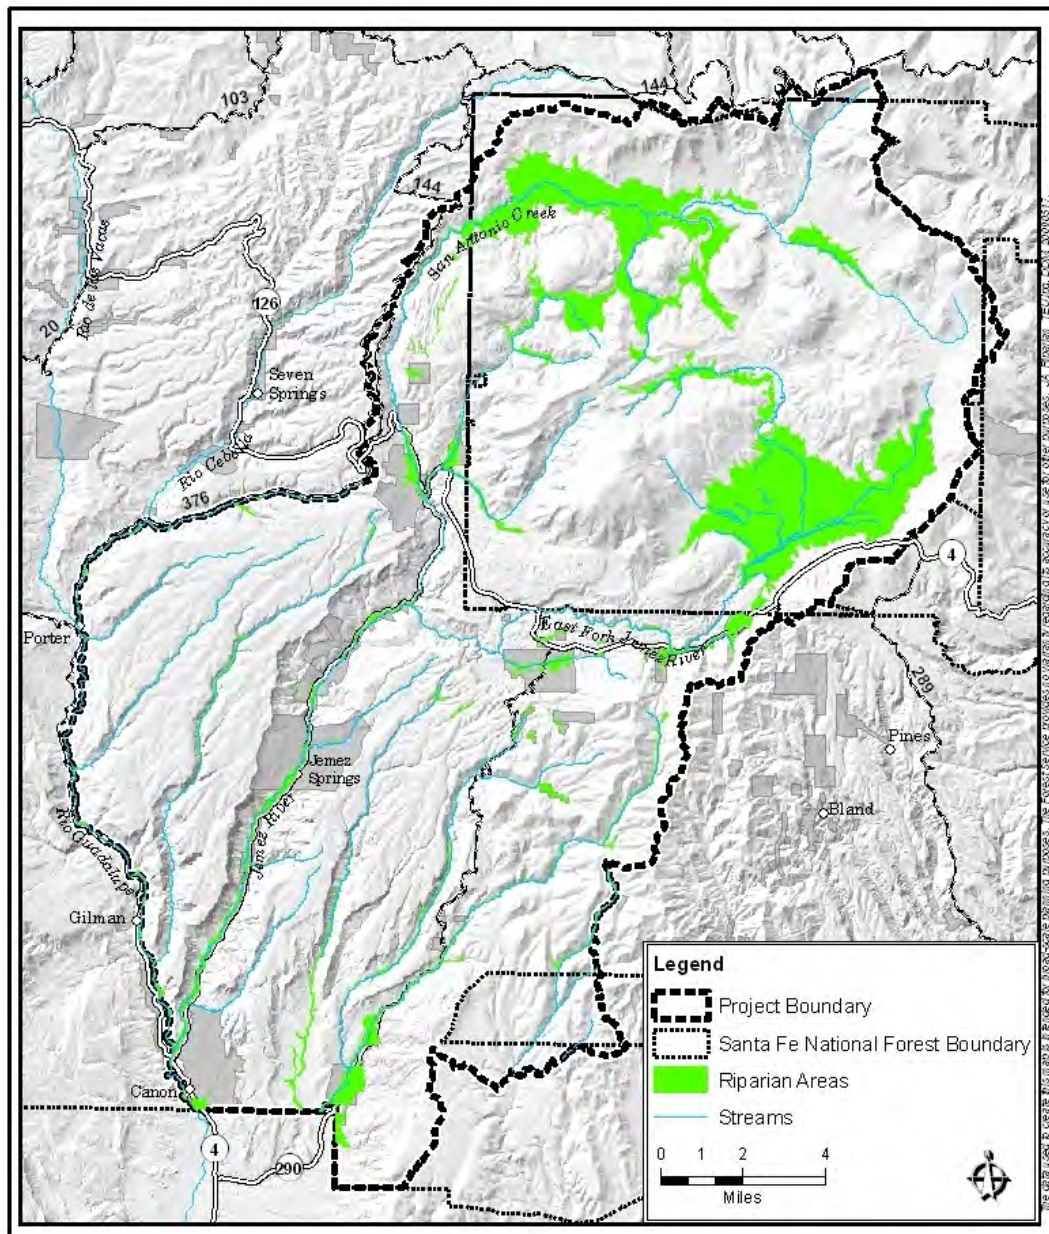 144
103
144
San Antonio Creek
Rio de las Vacas
126
20
Seven
Springs
Rio Cebolla
376
4
Porter
East Fork Jemez River
289
Pines
Jemez
Springs
Bland
Jemez River
Rio Guadalupe
Gilman
Canon
4
290
Legend
Project Boundary
Santa Fe National Forest Boundary
Riparian Areas
Streams
0 1 2 4
Miles